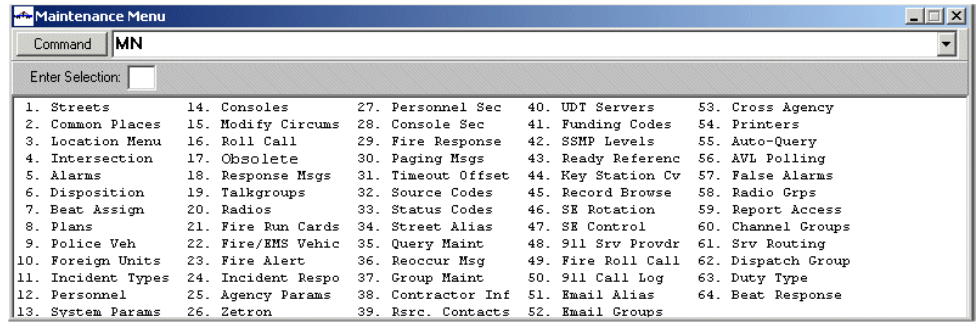 Maintenance Menu
Command MN
Enter Selection:
1. Streets 14. Consoles 27. Personnel Sec 40. UDT Servers 53. Cross Agency
2. Common Places 15. Modify Circums 28. Console Sec 41. Funding Codes 54. Printers
3. Location Menu 16. Roll Call 29. Fire Response 42. SSMP Levels 55. Auto-Query
4. Intersection 17. Obsolete 30. Paging Msgs 43. Ready Referenc 56. AVL Polling
5. Alarms 18. Response Msgs 31. Timeout Offset 44. Key Station Cv 57. False Alarms
6. Disposition 19. Talkgroups 32. Source Codes 45. Record Browse 58. Radio Grps
7. Beat Assign 20. Radios 33. Status Codes 46. SE Rotation 59. Report Access
8. Plans 21. Fire Run Cards 34. Street Alias 47. SE Control 60. Channel Groups
9. Police Veh 22. Fire/EMS Vehic 35. Query Maint 48. 911 Srv Provdr 61. Srv Routing
10. Foreign Units 23. Fire Alert 36. Reoccur Msg 49. Fire Roll Call 62. Dispatch Group
11. Incident Types 24. Incident Respo 37. Group Maint 50. 911 Call Log 63. Duty Type
12. Personnel 25. Agency Params 38. Contractor Inf 51. Email Alias 64. Beat Response
13. System Params 26. Zetron 39. Rsrc. Contacts 52. Email Groups